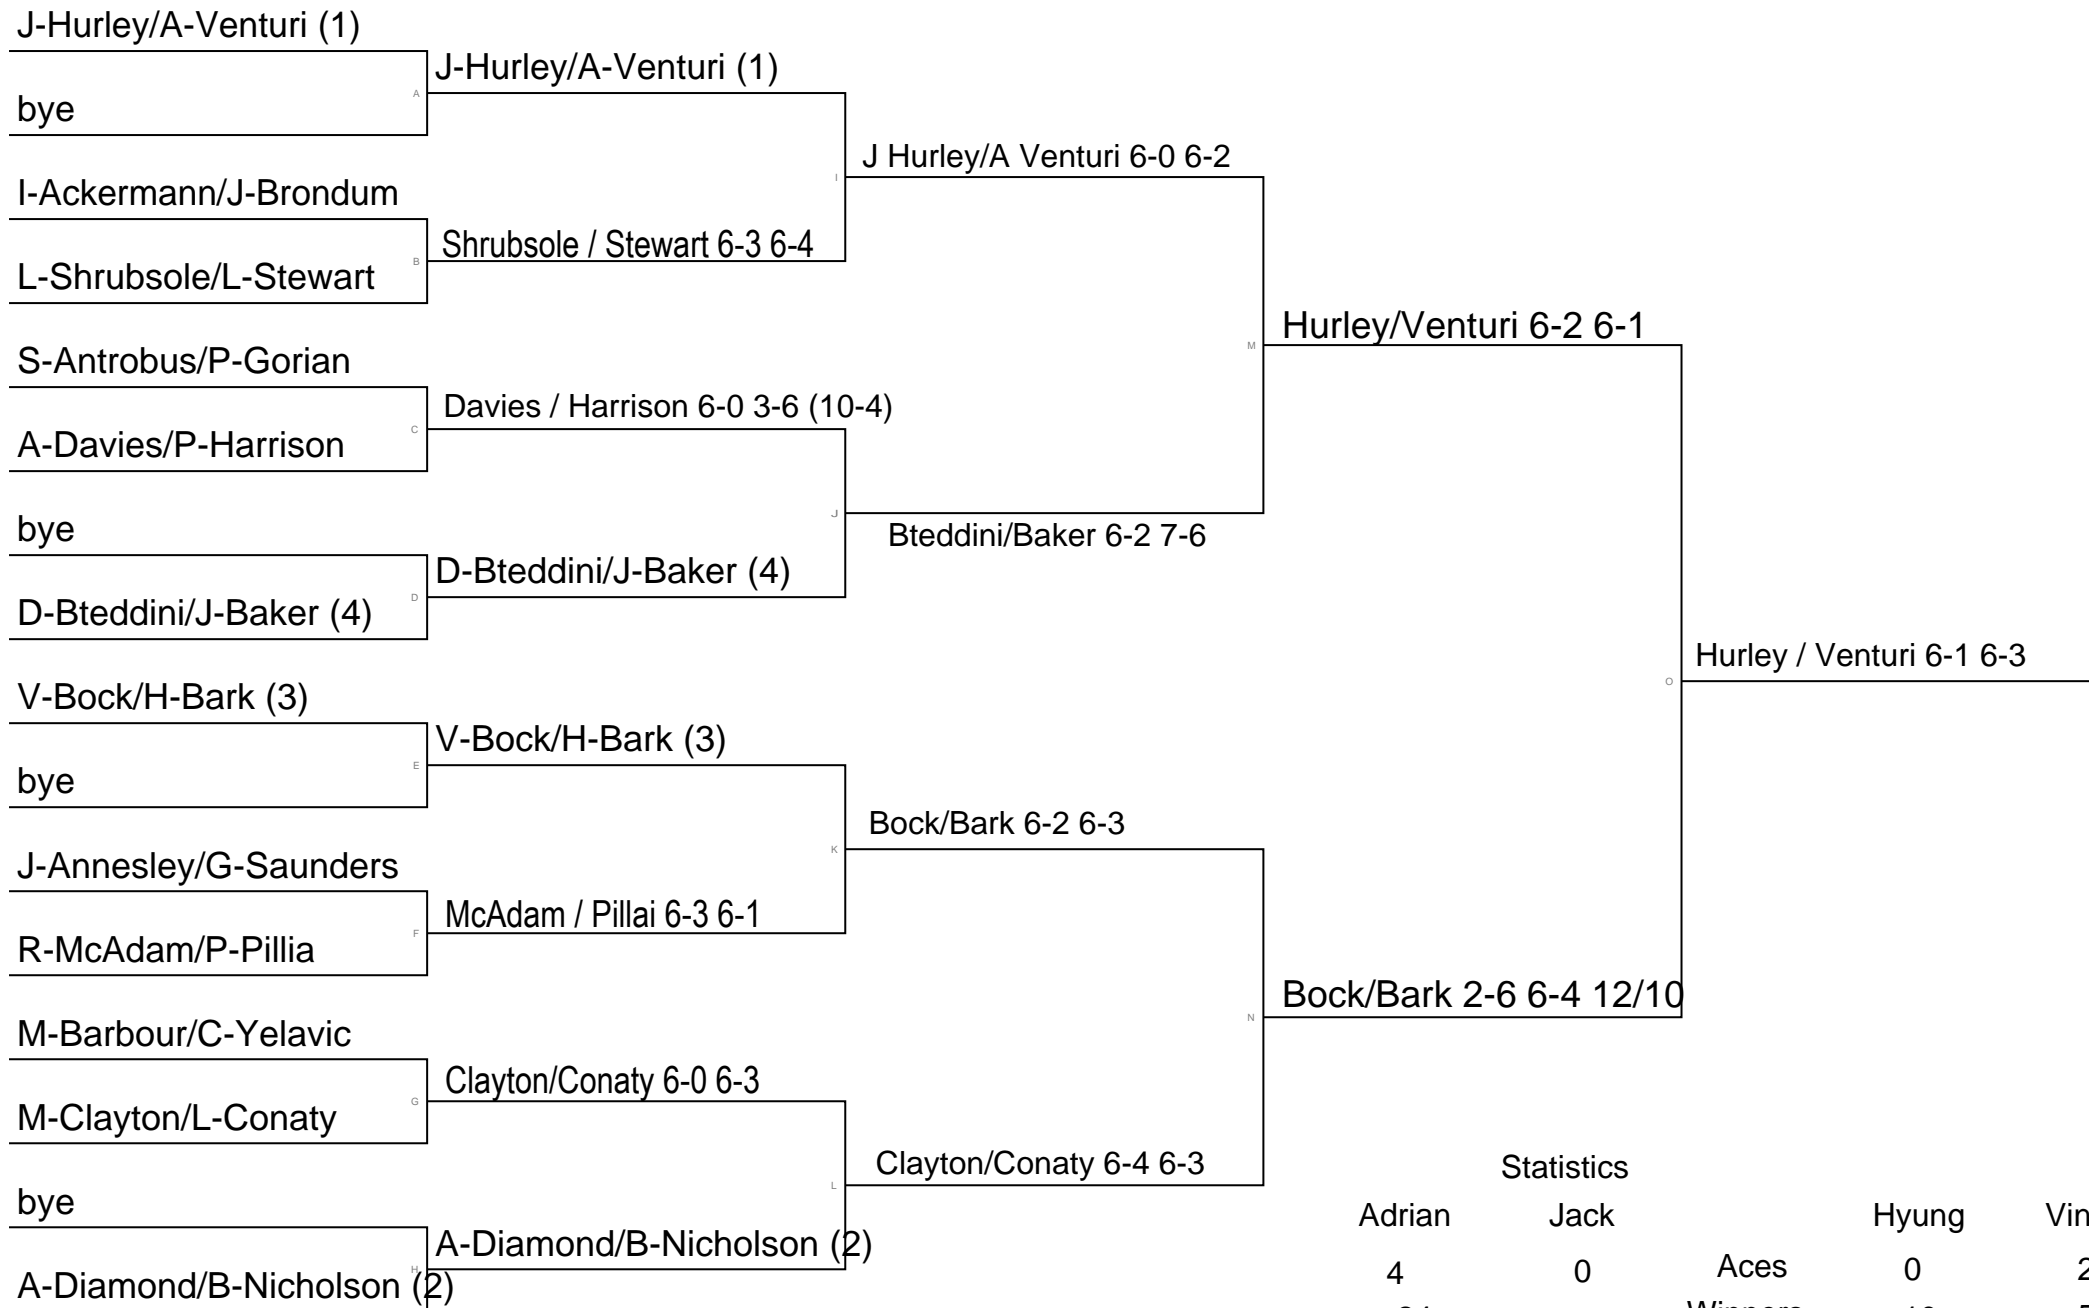 J-Hurley/A-Venturi (1)
J-Hurley/A-Venturi (1)
A
bye
J Hurley/A Venturi 6-0 6-2
I
I-Ackermann/J-Brondum
Shrubsole / Stewart 6-3 6-4
B
L-Shrubsole/L-Stewart
Hurley/Venturi 6-2 6-1
M
S-Antrobus/P-Gorian
Davies / Harrison 6-0 3-6 (10-4)
C
A-Davies/P-Harrison
J
bye
Bteddini/Baker 6-2 7-6
D-Bteddini/J-Baker (4)
D
D-Bteddini/J-Baker (4)
Hurley / Venturi 6-1 6-3
O
V-Bock/H-Bark (3)
V-Bock/H-Bark (3)
E
bye
Bock/Bark 6-2 6-3
K
J-Annesley/G-Saunders
McAdam / Pillai 6-3 6-1
F
R-McAdam/P-Pillia
Bock/Bark 2-6 6-4 12/10
N
M-Barbour/C-Yelavic
Clayton/Conaty 6-0 6-3
G
M-Clayton/L-Conaty
Clayton/Conaty 6-4 6-3
L
Statistics
bye
Adrian Jack Hyung Vin
A-Diamond/B-Nicholson (2)
H
A-Diamond/B-Nicholson (2)
4 0 Aces 0 2
Winners